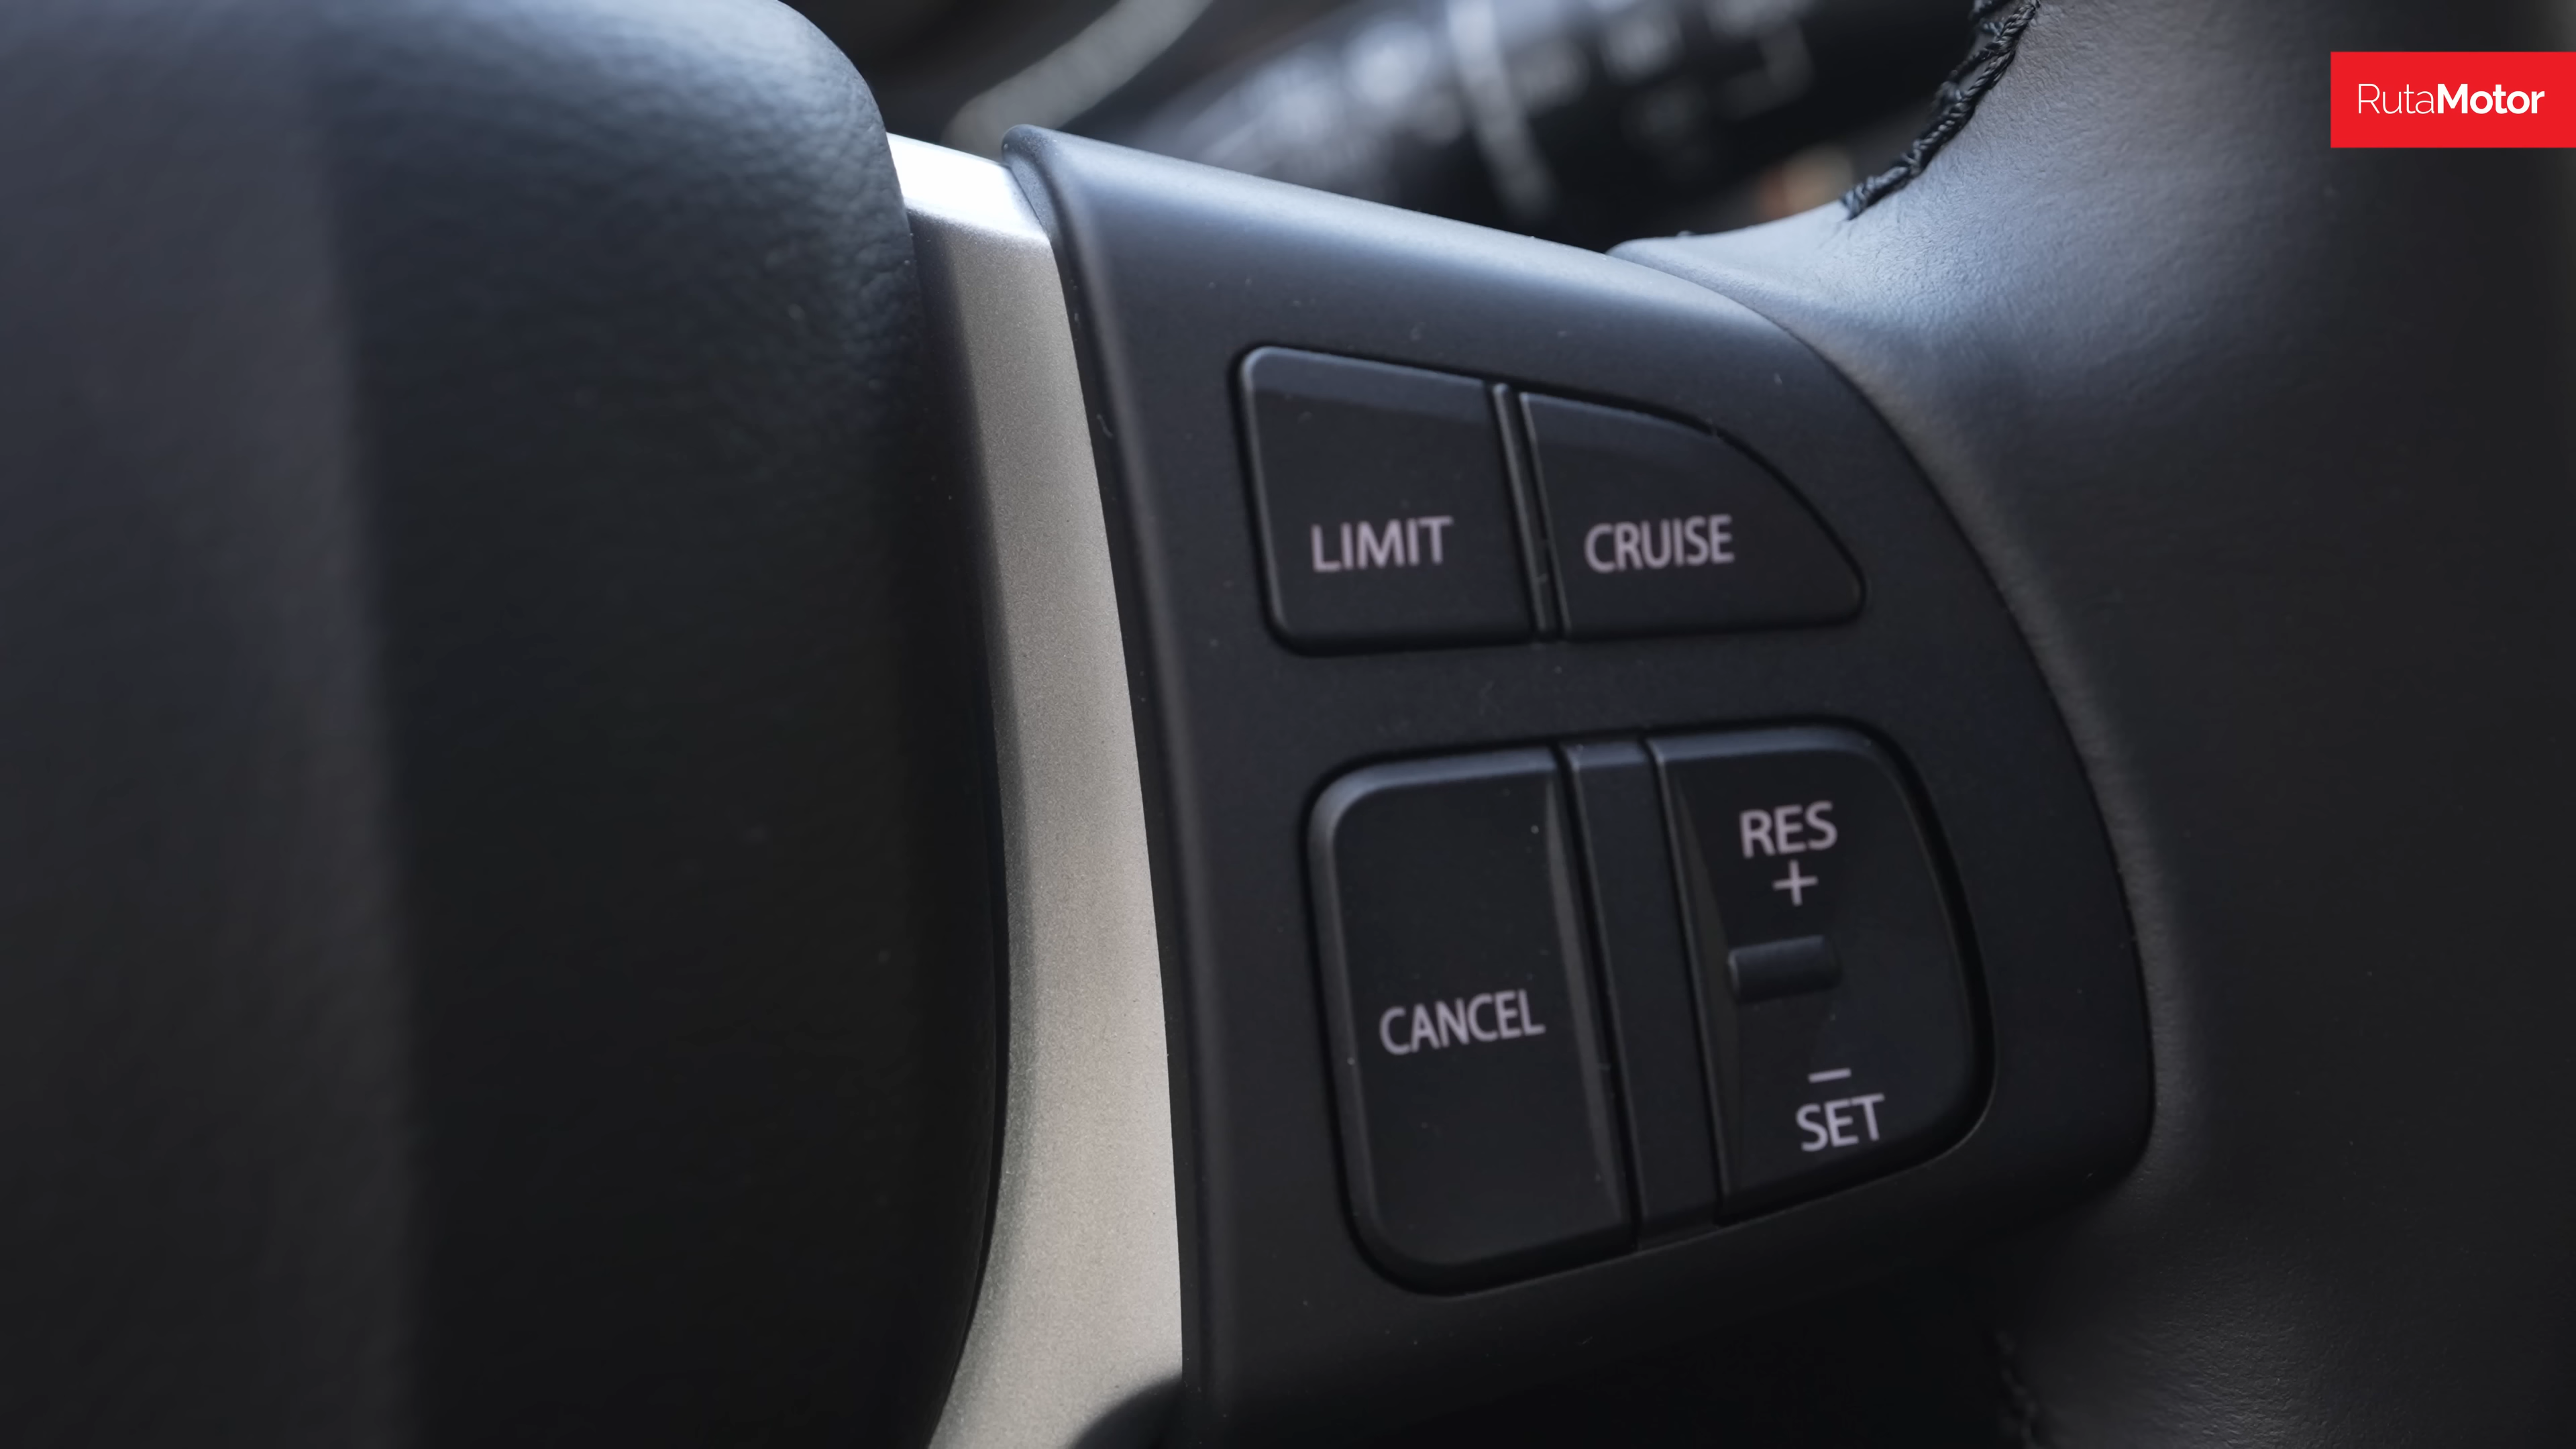 RutaMotor
LIMIT
CRUISE
RES
+
CANCEL
–
SET